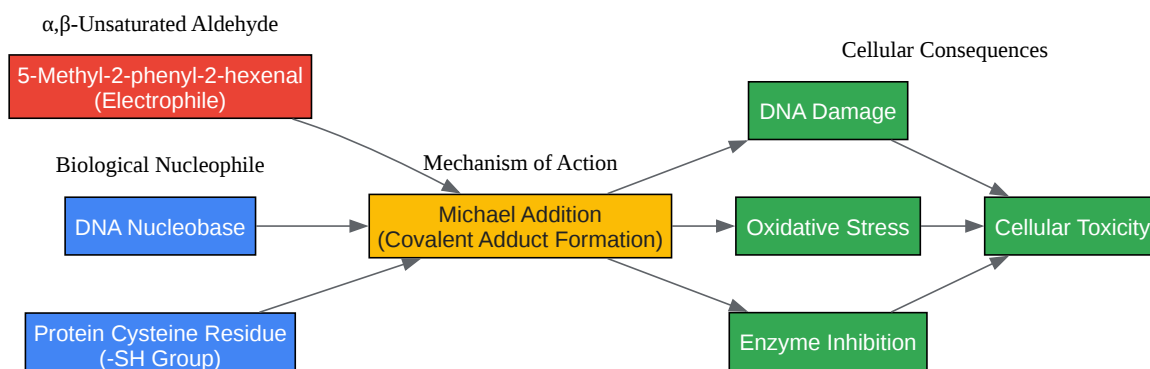 α,β-Unsaturated Aldehyde
5-Methyl-2-phenyl-2-hexenal
(Electrophile)
Biological Nucleophile
DNA Nucleobase
Protein Cysteine Residue
(-SH Group)
Mechanism of Action
Michael Addition
(Covalent Adduct Formation)
Cellular Consequences
DNA Damage
Oxidative Stress
Enzyme Inhibition
Cellular Toxicity